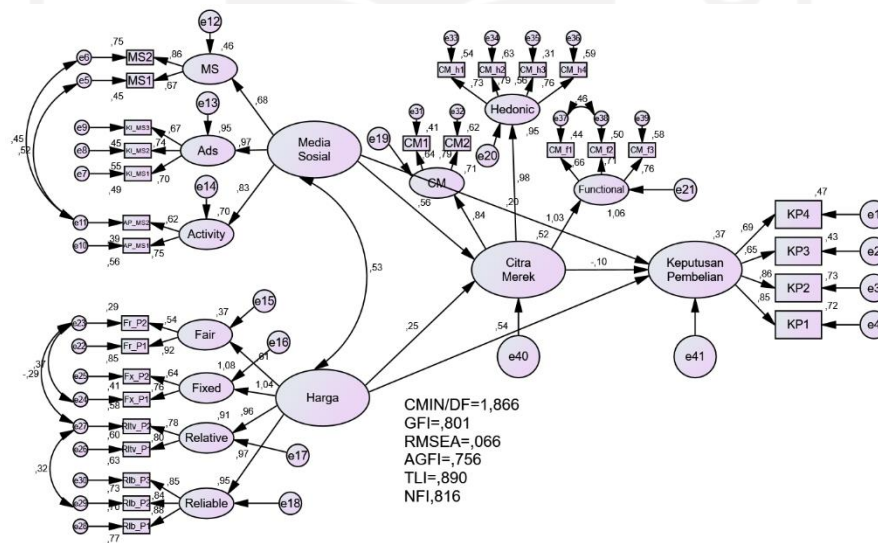 e12
,75
,46
e6
MS2
,86
MS
e5
MS1
,67
,45
,68
e13
e9
KI_MS3
,67
,95
e8
,45
KI_MS2
,74
Ads
,97
e7
,55
KI_MS1
,70
,49
e14
,83
,45
,52
e11
AP_MS3
,62
,70
e10
,39
AP_MS1
,75
Activity
,56
Media
Sosial
,53
e33
e34
e35
e36
,54
,63
,31
,59
CM_h1
CM_h2
CM_h3
CM_h4
,73
,79
,56
,76
Hedonic
,95
e20
e31
e32
,41
,62
CM1
CM2
,64
,79
e19
,71
CM
,46
e37
e38
e39
,44
,50
,58
CM_f1
CM_f2
CM_f3
,66
,71
,76
Functional
e21
1,06
,98
,84
,56
,20
1,03
,52
Citra
Merek
-,10
e40
,25
,54
,37
Keputusan
Pembelian
e41
,47
,69
KP4
e1
,65
KP3
,43
e2
,86
KP2
,73
e3
,85
KP1
,72
e4
,29
,37
e15
e23
Fr_P2
,54
Fair
e22
Fr_P1
,92
,85
e16
,61
,37
-,29
e25
Fx_P2
,64
1,08
Fixed
1,04
e24
,41
Fx_P1
,76
,58
,91
,96
e27
Rltv_P2
,78
Relative
e26
,60
Rltv_P1
,80
,63
e17
,97
,32
e30
Rlb_P3
,85
,95
e29
,73
Rlb_P2
,84
Reliable
e18
e28
Rlb_P1
,88
,77
Harga
CMIN/DF=1,866
GFI=,801
RMSEA=,066
AGFI=,756
TLI=,890
NFI,816